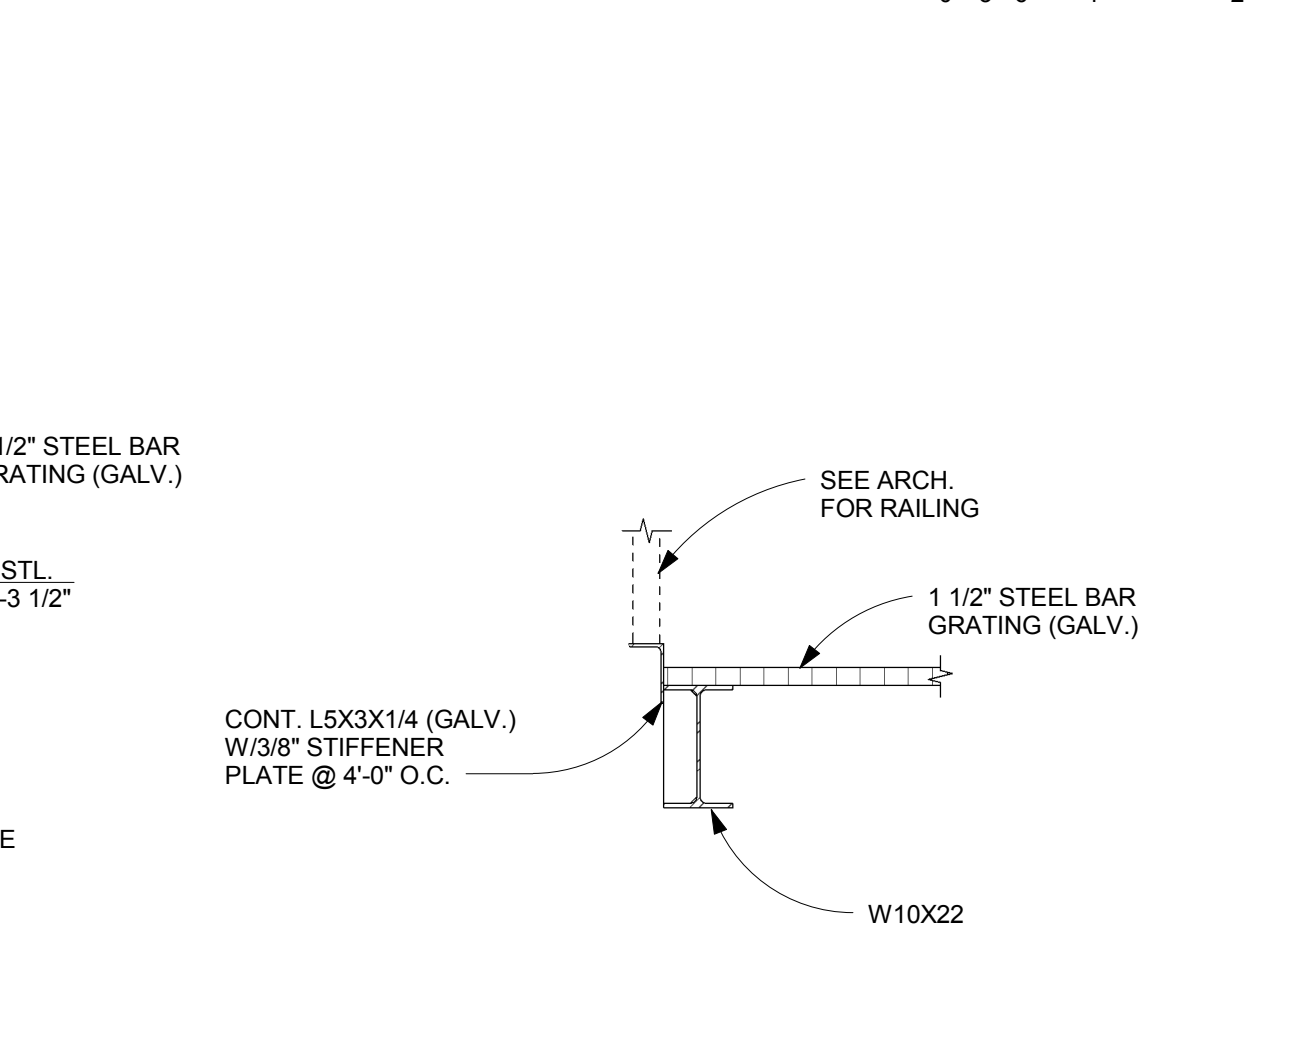 1/2" STEEL BAR
RATING (GALV.)
STL.
-3 1/2"
E
SEE ARCH.
FOR RAILING
1 1/2" STEEL BAR
GRATING (GALV.)
CONT. L5X3X1/4 (GALV.)
W/3/8" STIFFENER
PLATE @ 4'-0" O.C.
W10X22